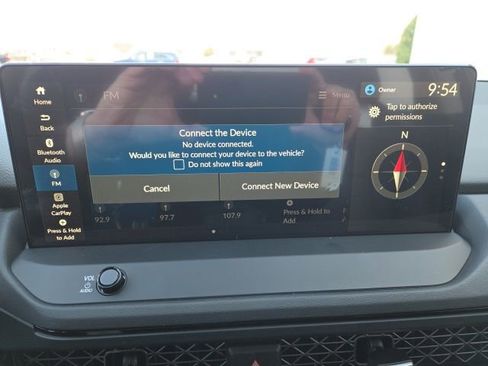 Home
Back
Bluetooth
Audio
FM
Apple
CarPlay
Press & Hold
to Add
FM
Menu
Connect the Device
No device connected.
Would you like to connect your device to the vehicle?
Do not show this again
Cancel
Connect New Device
92.9
97.7
107.9
Press & Hold
to Add
Owner
9:54
Tap to authorize
permissions
N
VOL
AUDIO